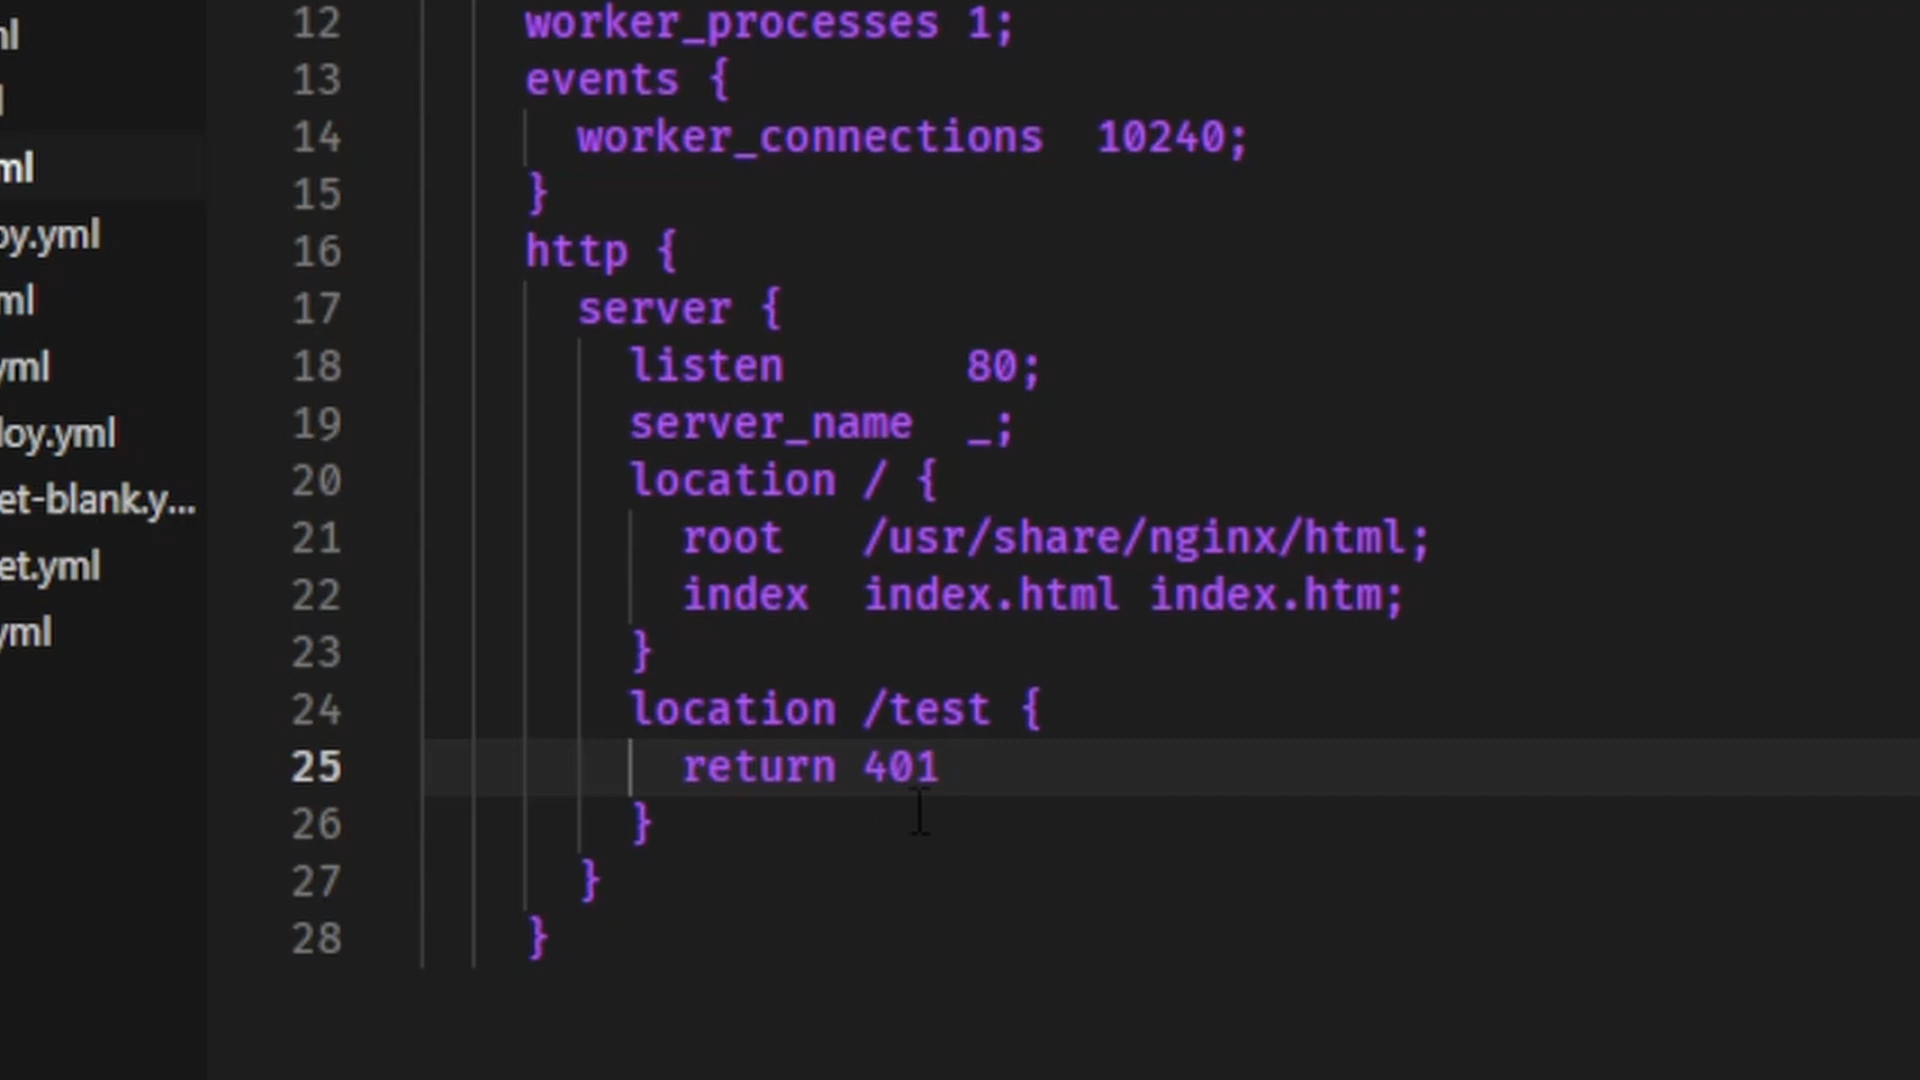 ml
l
ml
oy.yml
ml
yml
loy.yml
et-blank.y...
et.yml
yml
12 worker_processes 1;
13 events {
14 worker_connections 10240;
15 }
16 http {
17 server {
18 listen 80;
19 server_name _;
20 location / {
21 root /usr/share/nginx/html;
22 index index.html index.htm;
23 }
24 location /test {
25 return 401
26 }
27 }
28 }